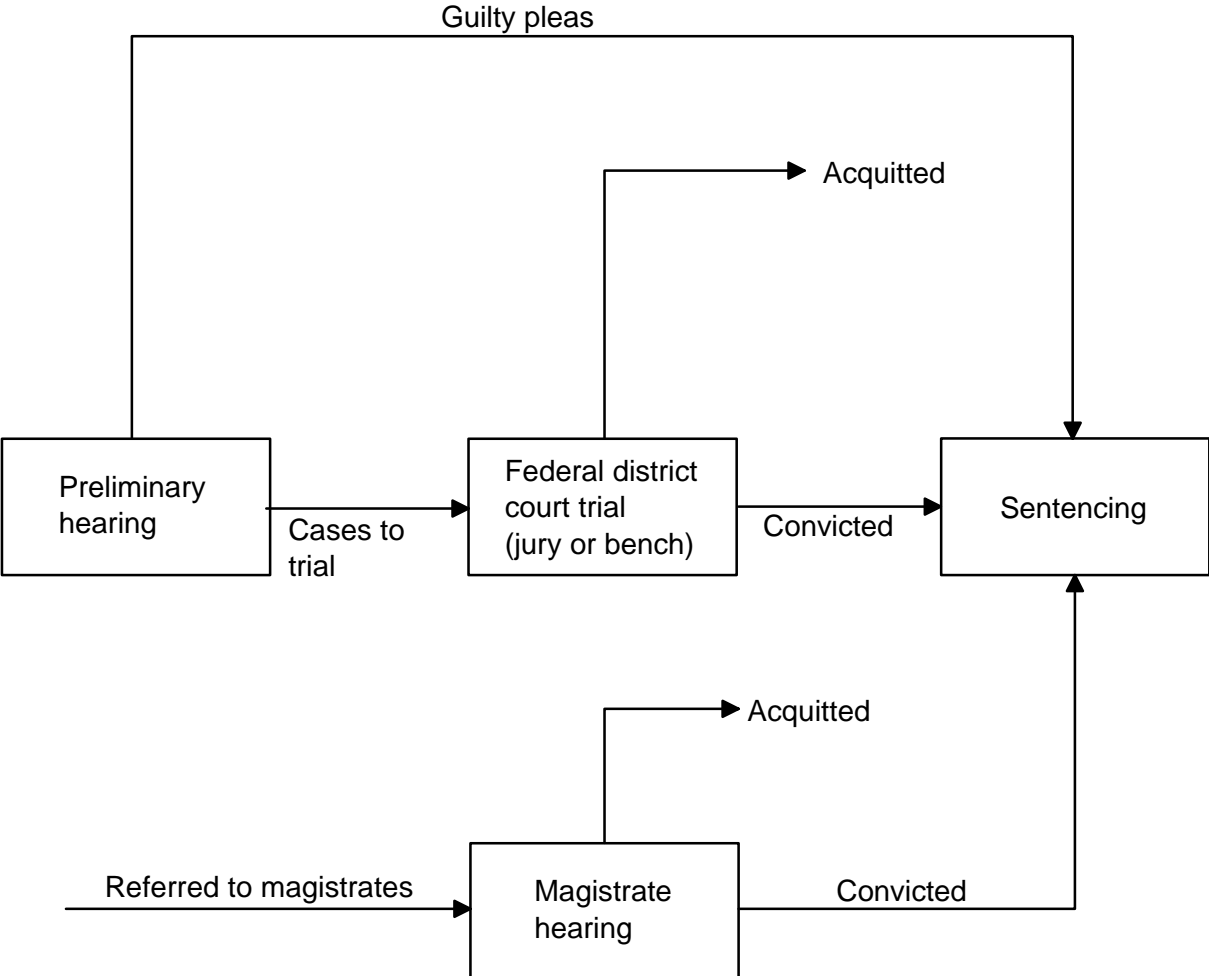 Guilty pleas
Acquitted
Preliminary
hearing
Cases to
trial
Federal district
court trial
(jury or bench)
Convicted
Sentencing
Acquitted
Referred to magistrates
Magistrate
hearing
Convicted